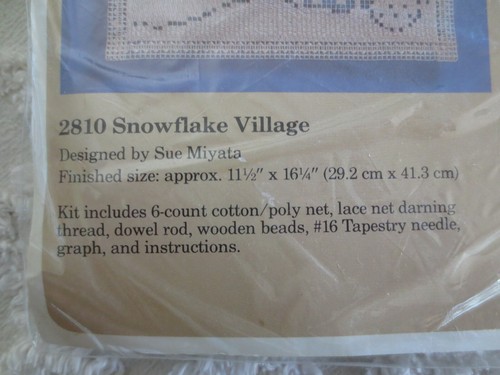 2810 Snowflake Village
Designed by Sue Miyata
Finished size: approx. 11½″ x 16¼″ (29.2 cm x 41.3 cm)
Kit includes 6-count cotton/poly net, lace net darning
thread, dowel rod, wooden beads, #16 Tapestry needle,
graph, and instructions.